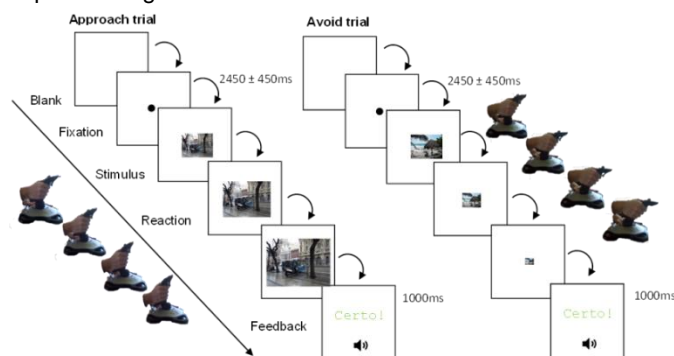 Approach trial
Avoid trial
2450 ± 450ms
2450 ± 450ms
Blank
Fixation
Stimulus
Reaction
1000ms
1000ms
Certo!
Certo!
Feedback